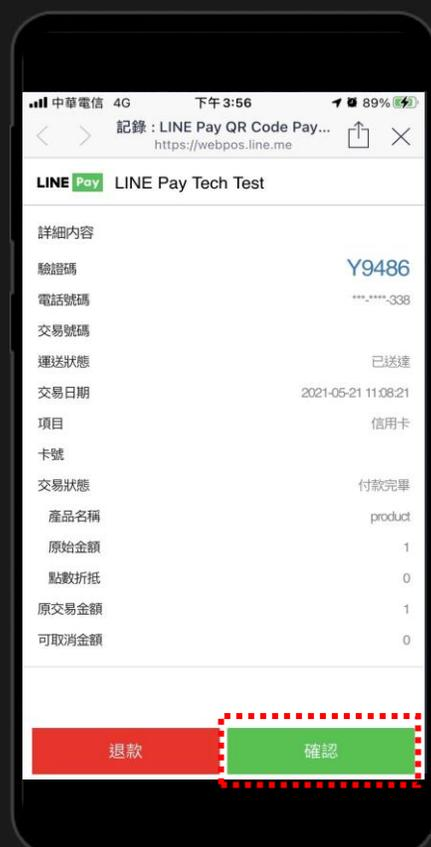 中華電信 4G 下午3:56 89%
記錄：LINE Pay QR Code Pay...
https://webpos.line.me
LINE Pay LINE Pay Tech Test
詳細內容
驗證碼 Y9486
電話號碼 ***-****-338
交易號碼
運送狀態 已送達
交易日期 2021-05-21 11:08:21
項目 信用卡
卡號
交易狀態 付款完畢
產品名稱 product
原始金額 1
點數折抵 0
原交易金額 1
可取消金額 0
退款 確認